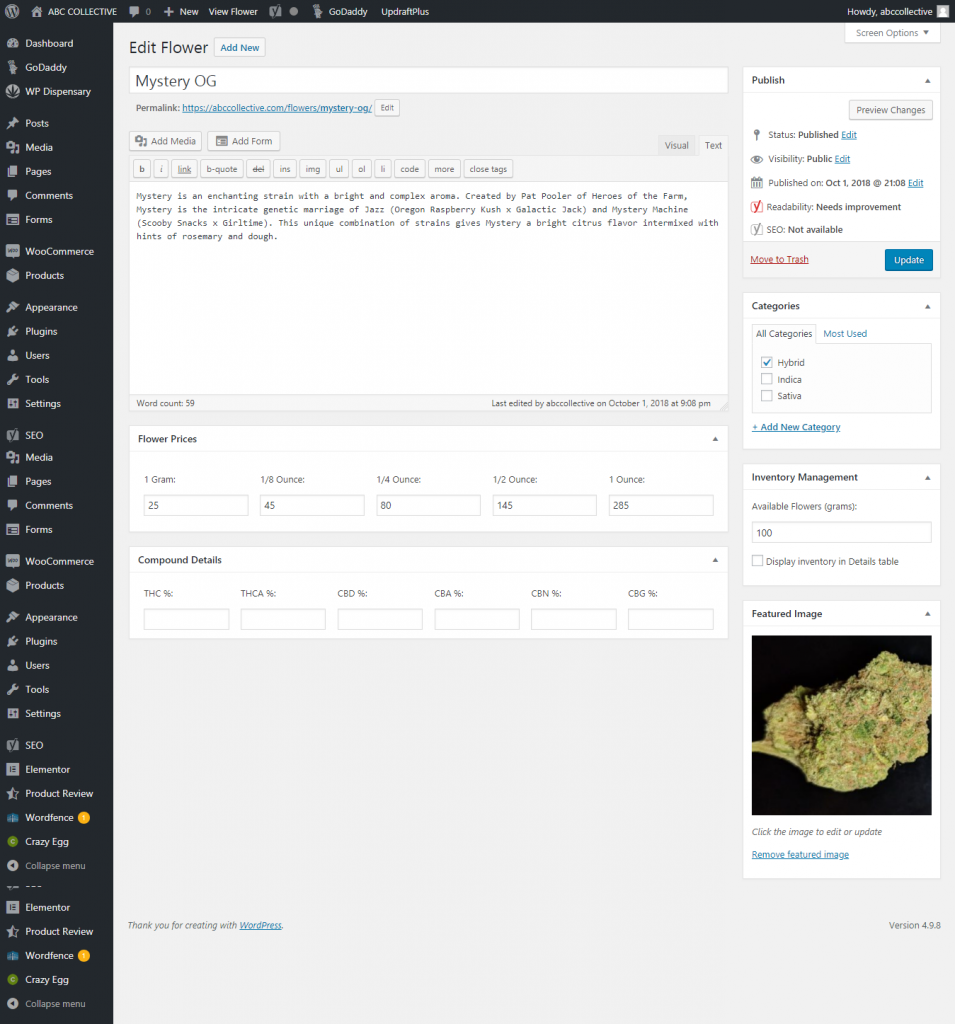 ABC COLLECTIVE 0 New View Flower GoDaddy UpdraftPlus Howdy, abccollective
Screen Options
Dashboard
GoDaddy
WP Dispensary
Posts
Media
Pages
Comments
Forms
WooCommerce
Products
Appearance
Plugins
Users
Tools
Settings
SEO
Media
Pages
Comments
Forms
WooCommerce
Products
Appearance
Plugins
Users
Tools
Settings
SEO
Elementor
Product Review
Wordfence 1
Crazy Egg
Collapse menu
Elementor
Product Review
Wordfence 1
Crazy Egg
Collapse menu
Edit Flower Add New
Mystery OG
Permalink: https://abccollective.com/flowers/mystery-og/ Edit
Add Media Add Form
Visual Text
b i link b-quote del ins img ul ol li code more close tags
Mystery is an enchanting strain with a bright and complex aroma. Created by Pat Pooler of Heroes of the Farm,
Mystery is the intricate genetic marriage of Jazz (Oregon Raspberry Kush x Galactic Jack) and Mystery Machine
(Scooby Snacks x Girltime). This unique combination of strains gives Mystery a bright citrus flavor intermixed with
hints of rosemary and dough.
Word count: 59 Last edited by abccollective on October 1, 2018 at 9:08 pm
Flower Prices
1 Gram: 1/8 Ounce: 1/4 Ounce: 1/2 Ounce: 1 Ounce:
25 45 80 145 285
Compound Details
THC %: THCA %: CBD %: CBA %: CBN %: CBG %:
Publish
Preview Changes
Status: Published Edit
Visibility: Public Edit
Published on: Oct 1, 2018 @ 21:08 Edit
Readability: Needs improvement
SEO: Not available
Move to Trash Update
Categories
All Categories Most Used
Hybrid
Indica
Sativa
+ Add New Category
Inventory Management
Available Flowers (grams):
100
Display inventory in Details table
Featured Image
Click the image to edit or update
Remove featured image
Thank you for creating with WordPress. Version 4.9.8